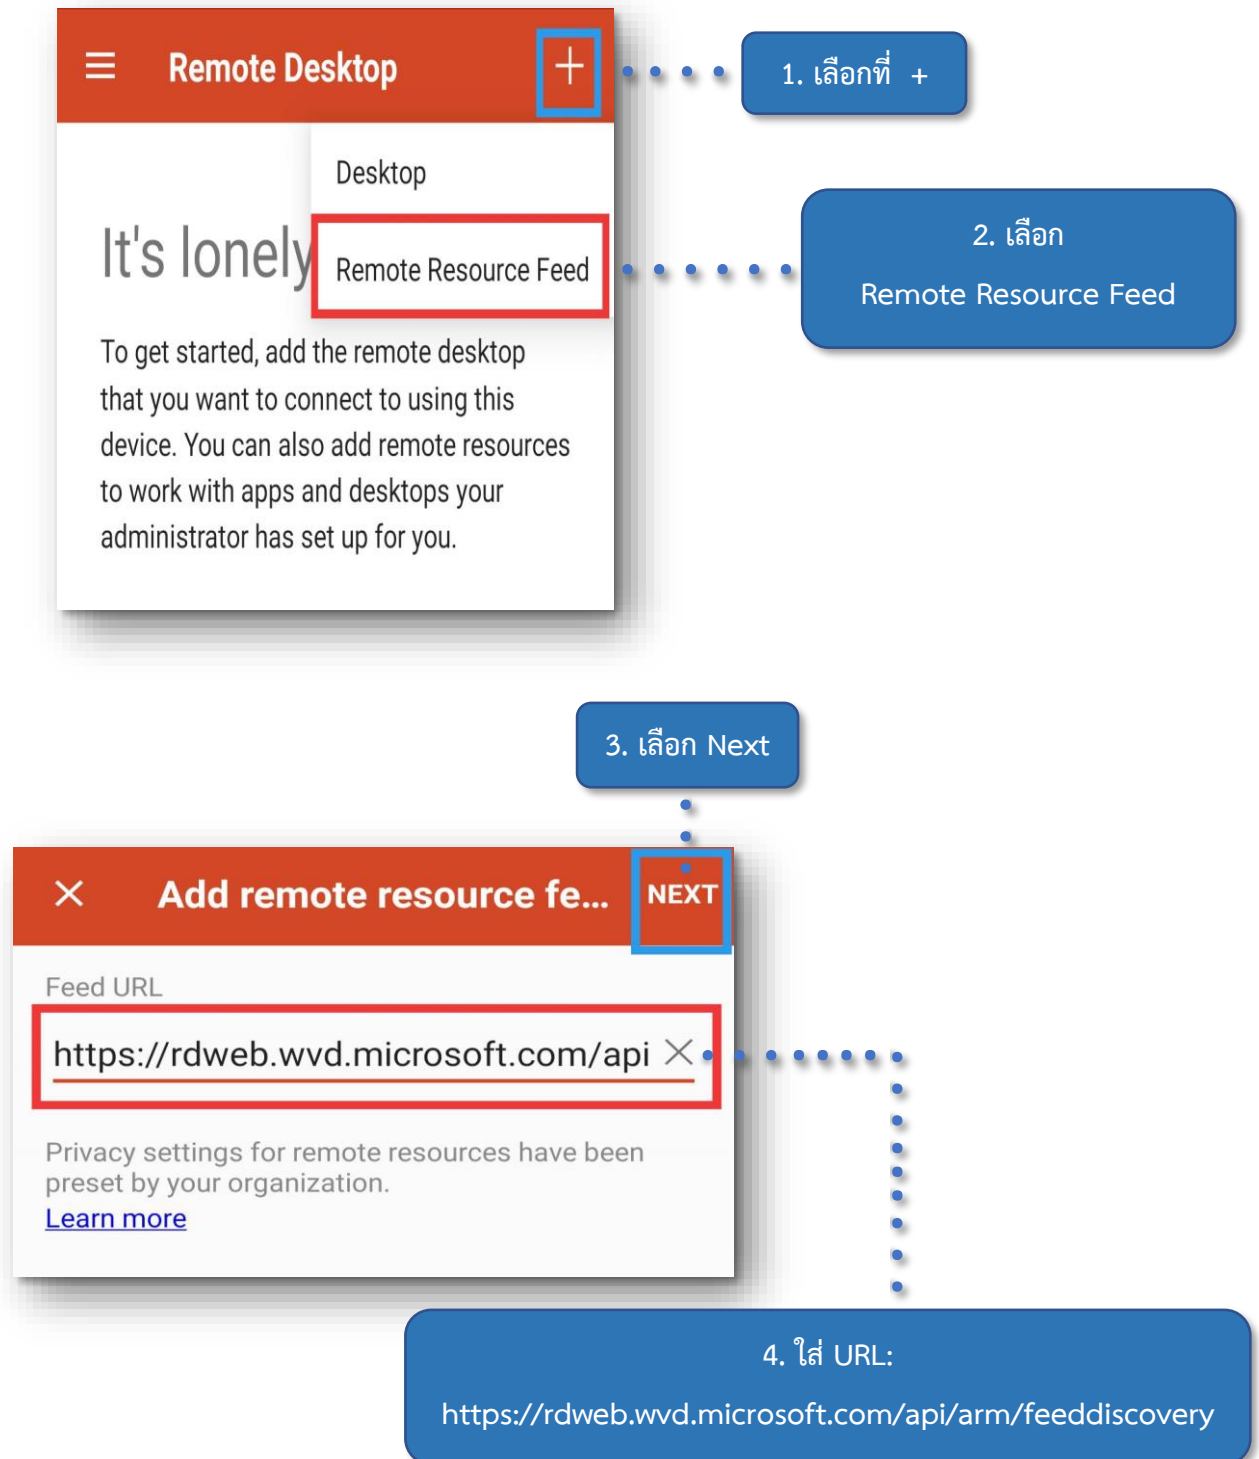 Remote Desktop
+
1. เลือกที่ +
Desktop
It's lonely
Remote Resource Feed
2. เลือก
Remote Resource Feed
To get started, add the remote desktop
that you want to connect to using this
device. You can also add remote resources
to work with apps and desktops your
administrator has set up for you.
3. เลือก Next
Add remote resource fe...
NEXT
Feed URL
https://rdweb.wvd.microsoft.com/api
Privacy settings for remote resources have been
preset by your organization.
Learn more
4. ใส่ URL:
https://rdweb.wvd.microsoft.com/api/arm/feeddiscovery